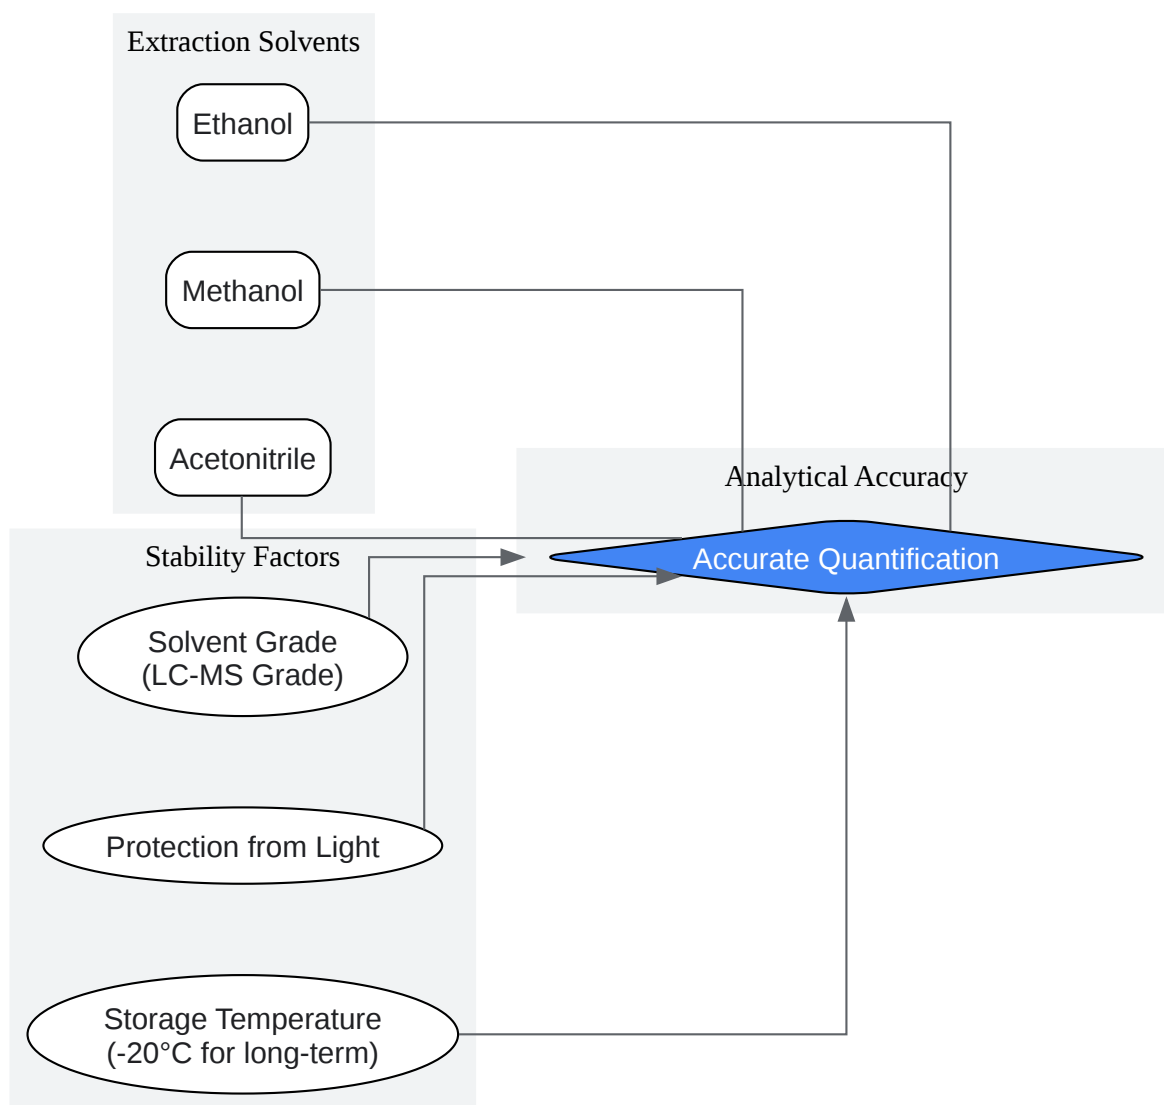 Extraction Solvents
Ethanol
Methanol
Acetonitrile
Analytical Accuracy
Accurate Quantification
Stability Factors
Solvent Grade
(LC-MS Grade)
Protection from Light
Storage Temperature
(-20°C for long-term)